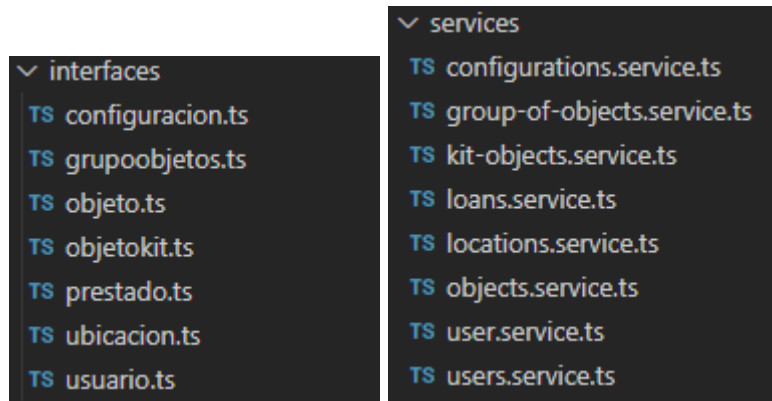 interfaces
TS configuracion.ts
TS grupoobjetos.ts
TS objeto.ts
TS objetokit.ts
TS prestado.ts
TS ubicacion.ts
TS usuario.ts
services
TS configurations.service.ts
TS group-of-objects.service.ts
TS kit-objects.service.ts
TS loans.service.ts
TS locations.service.ts
TS objects.service.ts
TS user.service.ts
TS users.service.ts